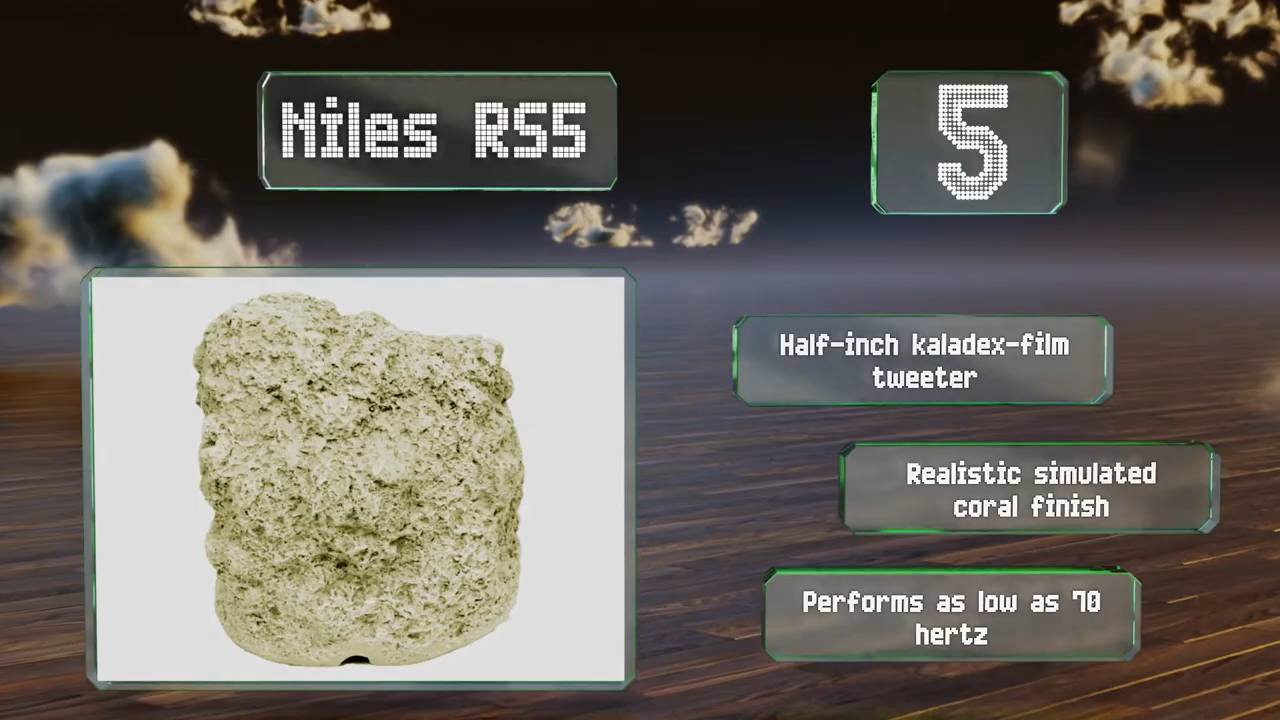 Niles RS5
5
Half-inch kaladex-film
tweeter
Realistic simulated
coral finish
Performs as low as 70
hertz